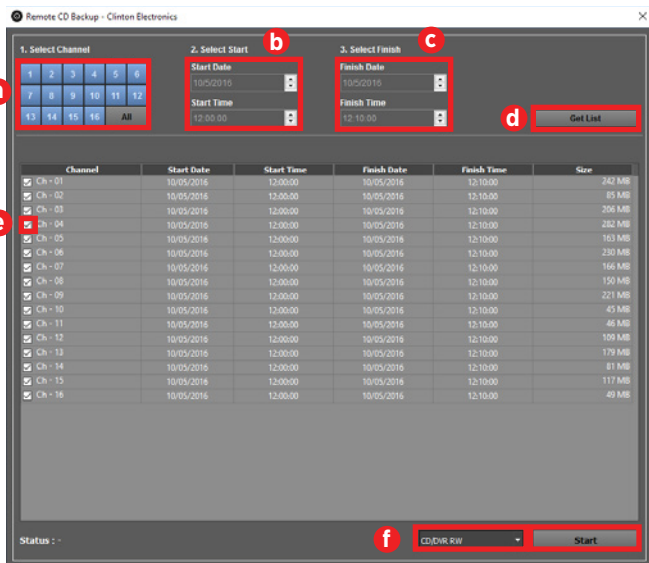 Remote CD Backup - Clinton Electronics
b
c
1. Select Channel 2. Select Start 3. Select Finish
Start Date Finish Date
1 2 3 4 5 6
10/5/2016 10/5/2016
7 8 9 10 11 12
Start Time Finish Time
13 14 15 16 All
12:00:00 12:10:00
d
Get List
Channel Start Date Start Time Finish Date Finish Time Size
Ch - 01 10/05/2016 12:00:00 10/05/2016 12:10:00 242 MB
Ch - 02 10/05/2016 12:00:00 10/05/2016 12:10:00 85 MB
Ch - 03 10/05/2016 12:00:00 10/05/2016 12:10:00 206 MB
e
Ch - 04 10/05/2016 12:00:00 10/05/2016 12:10:00 282 MB
Ch - 05 10/05/2016 12:00:00 10/05/2016 12:10:00 163 MB
Ch - 06 10/05/2016 12:00:00 10/05/2016 12:10:00 230 MB
Ch - 07 10/05/2016 12:00:00 10/05/2016 12:10:00 166 MB
Ch - 08 10/05/2016 12:00:00 10/05/2016 12:10:00 150 MB
Ch - 09 10/05/2016 12:00:00 10/05/2016 12:10:00 221 MB
Ch - 10 10/05/2016 12:00:00 10/05/2016 12:10:00 45 MB
Ch - 11 10/05/2016 12:00:00 10/05/2016 12:10:00 46 MB
Ch - 12 10/05/2016 12:00:00 10/05/2016 12:10:00 109 MB
Ch - 13 10/05/2016 12:00:00 10/05/2016 12:10:00 179 MB
Ch - 14 10/05/2016 12:00:00 10/05/2016 12:10:00 81 MB
Ch - 15 10/05/2016 12:00:00 10/05/2016 12:10:00 117 MB
Ch - 16 10/05/2016 12:00:00 10/05/2016 12:10:00 49 MB
Status : -
f
CD/DVR RW
Start